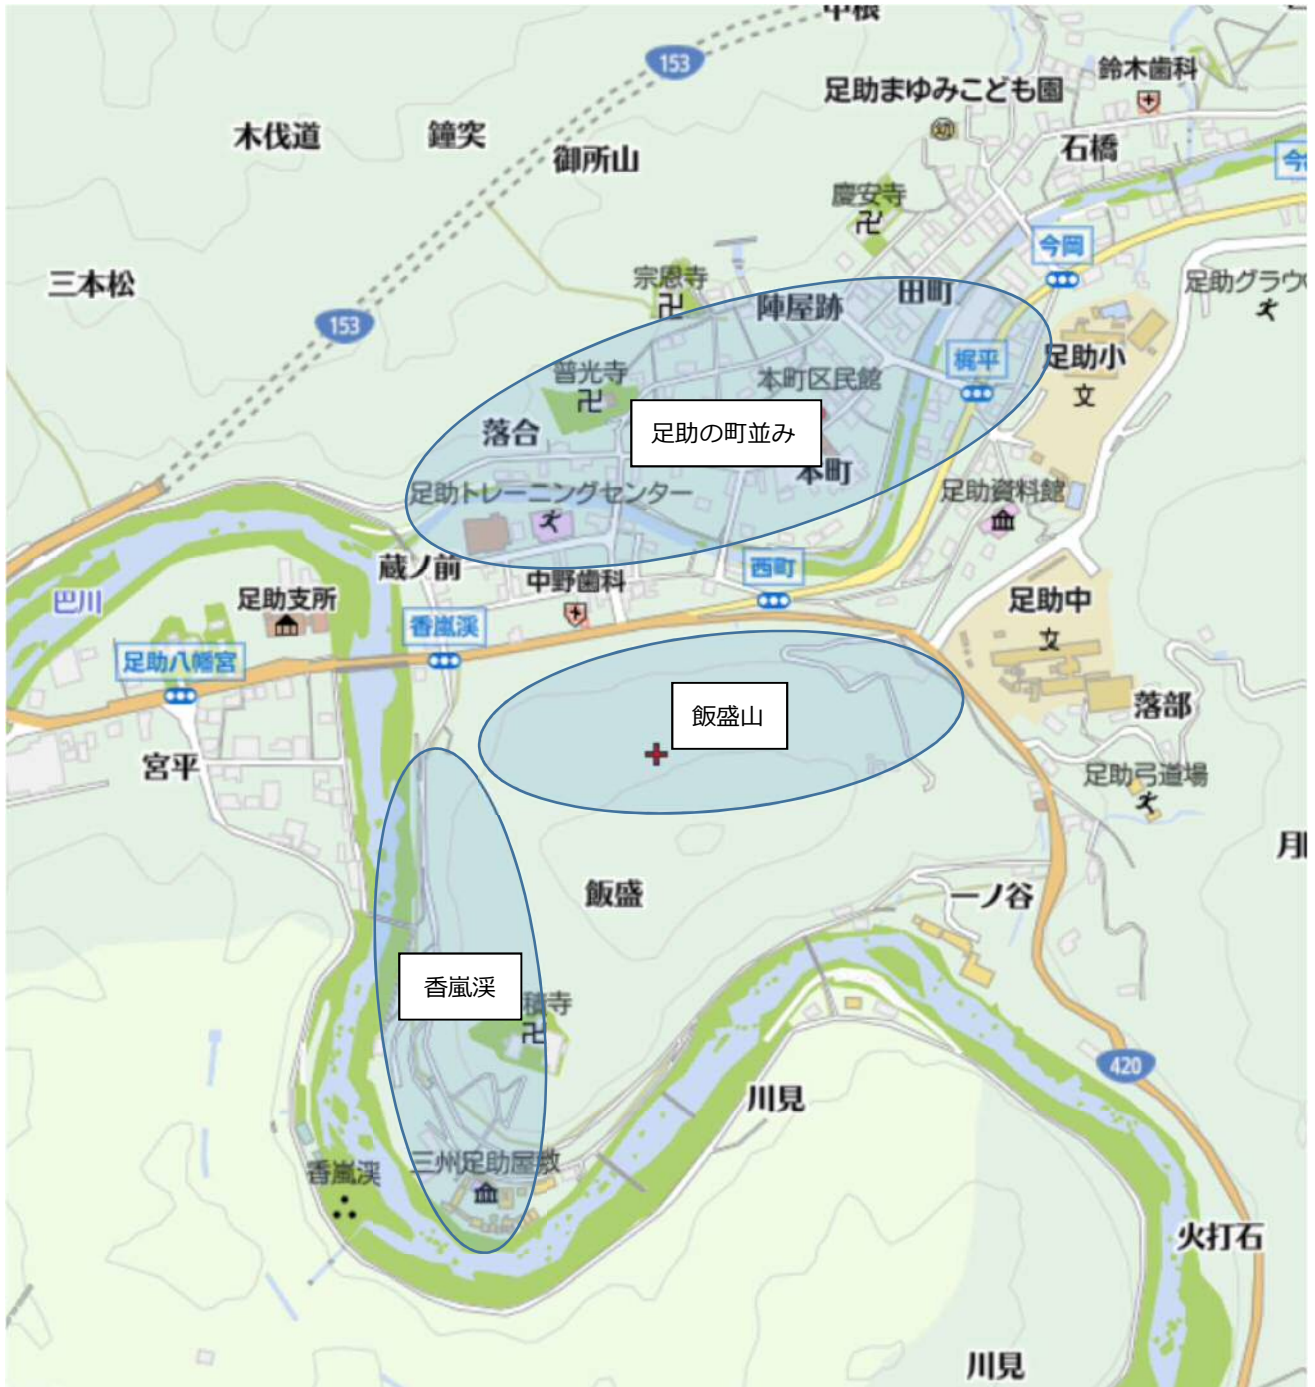 中根
153
鈴木歯科
足助まゆみこども園
木伐道
鐘突
御所山
石橋
慶安寺
今岡
三本松
宗恩寺
足助グラウ
153
陣屋跡
田町
普光寺
本町区民館
梶平
足助小
文
落合
足助の町並み
本町
足助トレーニングセンター
足助資料館
蔵ノ前
中野歯科
西町
巴川
足助支所
香嵐渓
足助中
文
足助八幡宮
飯盛山
落部
宮平
足助弓道場
飯盛
一ノ谷
香嵐渓
積寺
420
川見
香嵐渓
三州足助屋敷
火打石
川見